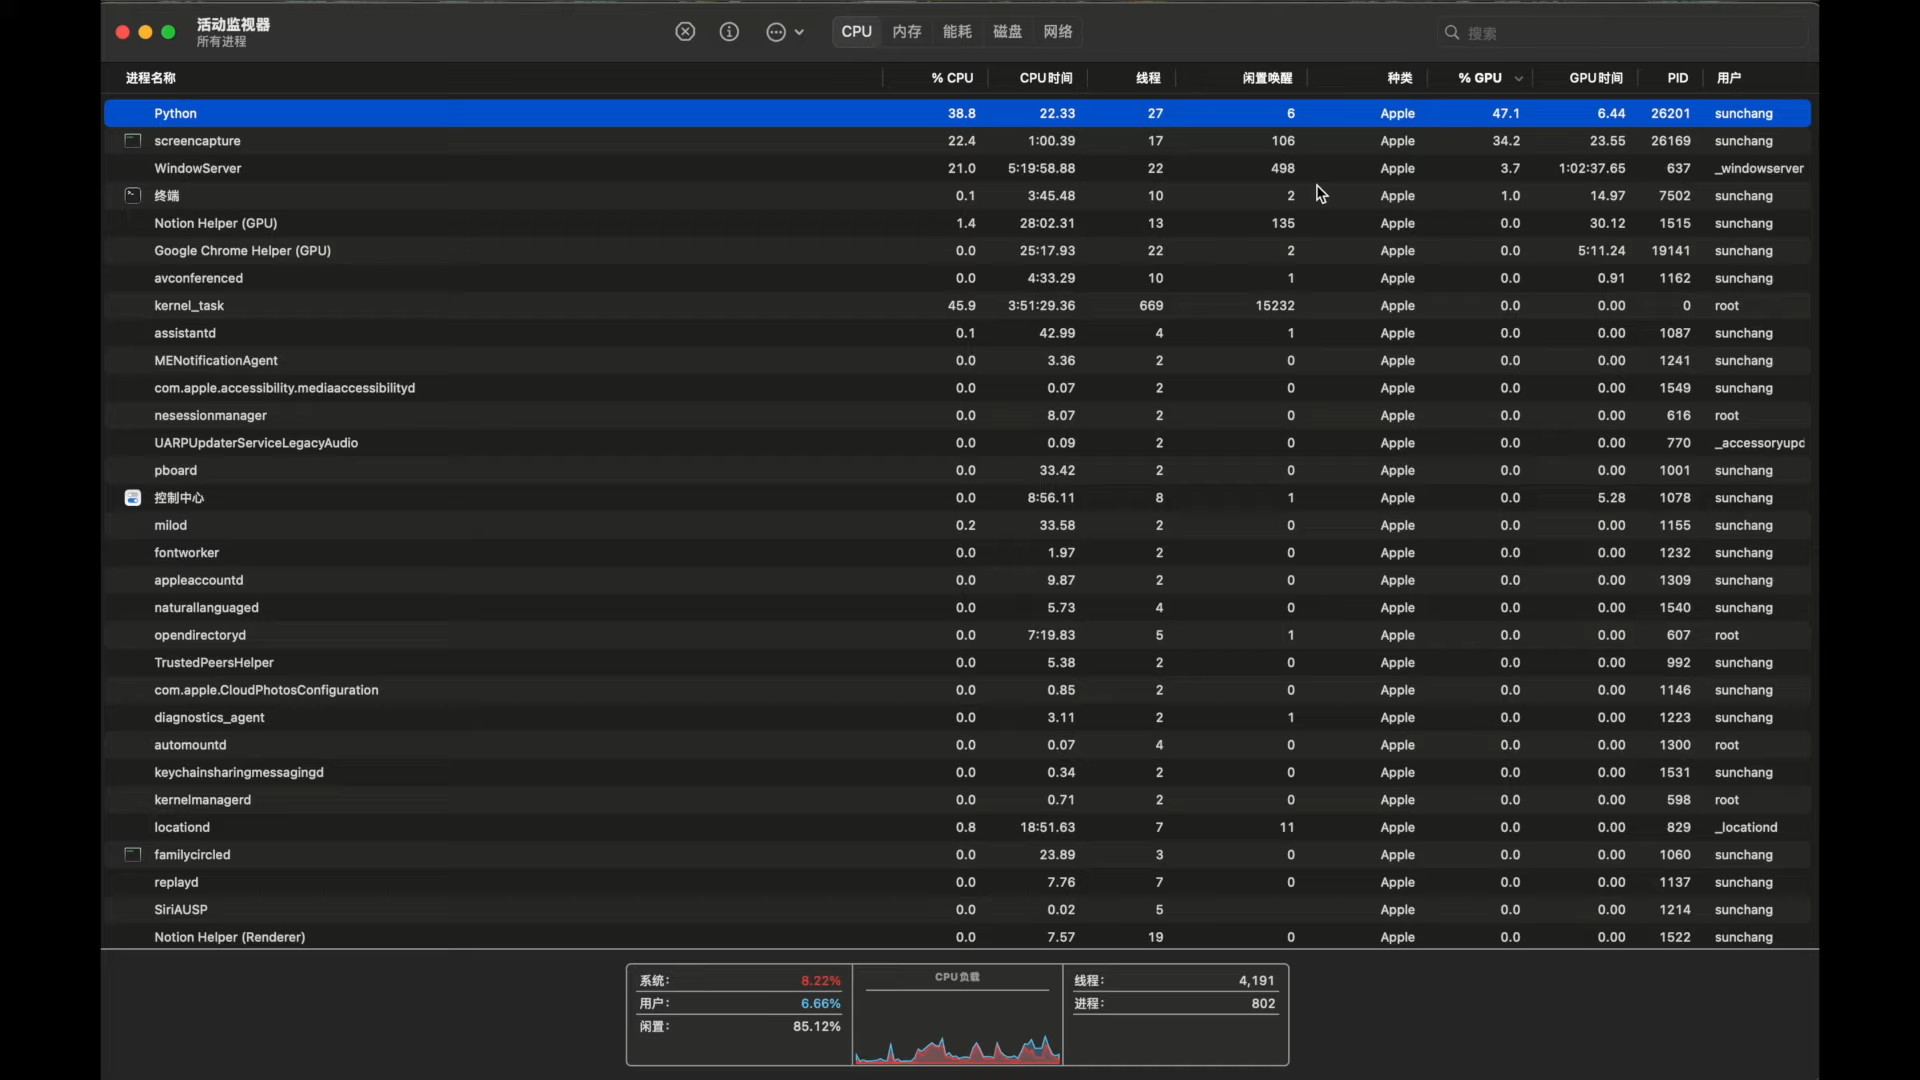 活动监视器
所有进程
CPU 内存 能耗 磁盘 网络
搜索
进程名称 % CPU CPU时间 线程 闲置唤醒 种类 % GPU GPU时间 PID 用户
Python 38.8 22.33 27 6 Apple 47.1 6.44 26201 sunchang
screencapture 22.4 1:00.39 17 106 Apple 34.2 23.55 26169 sunchang
WindowServer 21.0 5:19:58.88 22 498 Apple 3.7 1:02:37.65 637 _windowserver
终端 0.1 3:45.48 10 2 Apple 1.0 14.97 7502 sunchang
Notion Helper (GPU) 1.4 28:02.31 13 135 Apple 0.0 30.12 1515 sunchang
Google Chrome Helper (GPU) 0.0 25:17.93 22 2 Apple 0.0 5:11.24 19141 sunchang
avconferenced 0.0 4:33.29 10 1 Apple 0.0 0.91 1162 sunchang
kernel_task 45.9 3:51:29.36 669 15232 Apple 0.0 0.00 0 root
assistantd 0.1 42.99 4 1 Apple 0.0 0.00 1087 sunchang
MENotificationAgent 0.0 3.36 2 0 Apple 0.0 0.00 1241 sunchang
com.apple.accessibility.mediaaccessibilityd 0.0 0.07 2 0 Apple 0.0 0.00 1549 sunchang
nesessionmanager 0.0 8.07 2 0 Apple 0.0 0.00 616 root
UARPUpdaterServiceLegacyAudio 0.0 0.09 2 0 Apple 0.0 0.00 770 _accessoryupd
pboard 0.0 33.42 2 0 Apple 0.0 0.00 1001 sunchang
控制中心 0.0 8:56.11 8 1 Apple 0.0 5.28 1078 sunchang
milod 0.2 33.58 2 0 Apple 0.0 0.00 1155 sunchang
fontworker 0.0 1.97 2 0 Apple 0.0 0.00 1232 sunchang
appleaccountd 0.0 9.87 2 0 Apple 0.0 0.00 1309 sunchang
naturallanguaged 0.0 5.73 4 0 Apple 0.0 0.00 1540 sunchang
opendirectoryd 0.0 7:19.83 5 1 Apple 0.0 0.00 607 root
TrustedPeersHelper 0.0 5.38 2 0 Apple 0.0 0.00 992 sunchang
com.apple.CloudPhotosConfiguration 0.0 0.85 2 0 Apple 0.0 0.00 1146 sunchang
diagnostics_agent 0.0 3.11 2 1 Apple 0.0 0.00 1223 sunchang
automountd 0.0 0.07 4 0 Apple 0.0 0.00 1300 root
keychainsharingmessagingd 0.0 0.34 2 0 Apple 0.0 0.00 1531 sunchang
kernelmanagerd 0.0 0.71 2 0 Apple 0.0 0.00 598 root
locationd 0.8 18:51.63 7 11 Apple 0.0 0.00 829 _locationd
familycircled 0.0 23.89 3 0 Apple 0.0 0.00 1060 sunchang
replayd 0.0 7.76 7 0 Apple 0.0 0.00 1137 sunchang
SiriAUSP 0.0 0.02 5 Apple 0.0 0.00 1214 sunchang
Notion Helper (Renderer) 0.0 7.57 19 0 Apple 0.0 0.00 1522 sunchang
系统: 8.22% CPU负载 线程: 4,191
用户: 6.66% 进程: 802
闲置: 85.12%